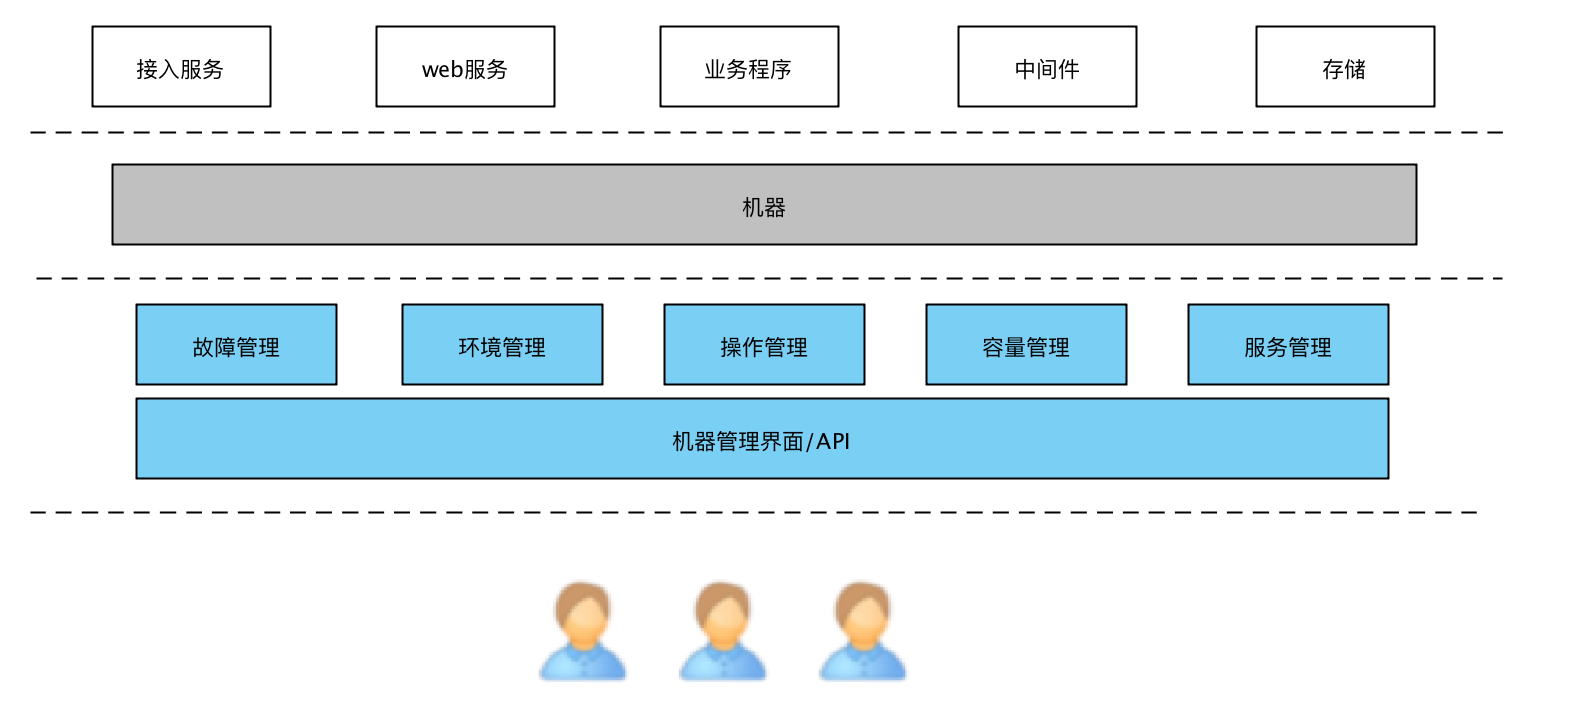 接入服务
web服务
业务程序
中间件
存储
机器
故障管理
环境管理
操作管理
容量管理
服务管理
机器管理界面/API